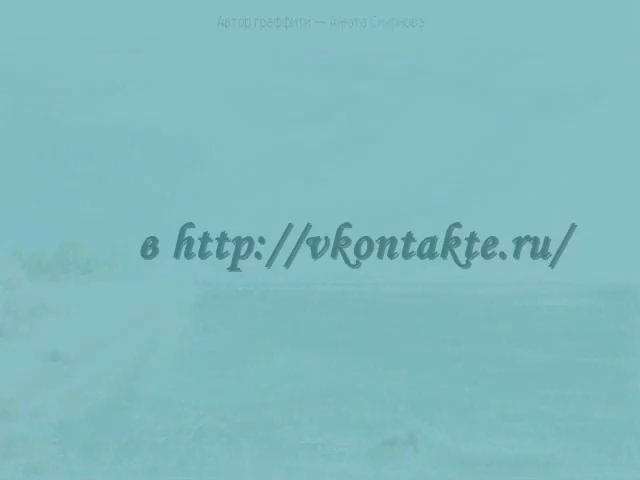 Автор граффити — Анюта Смирнова
в http://vkontakte.ru/